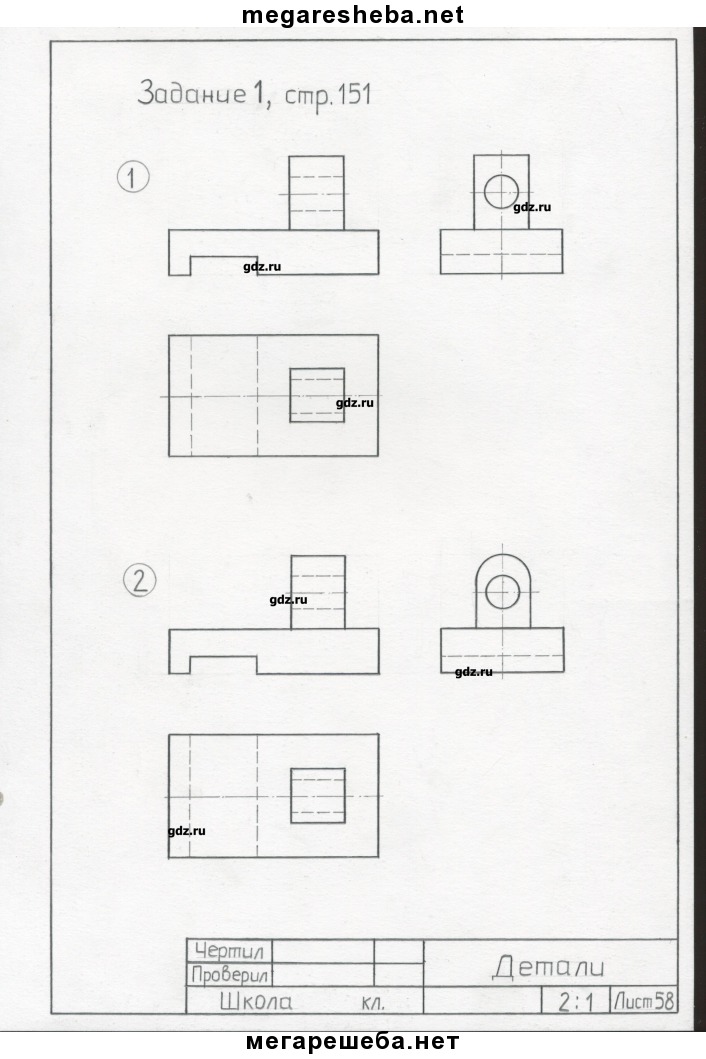 megaresheba.net
Задание 1, стр. 151
1
gdz.ru
gdz.ru
gdz.ru
2
gdz.ru
gdz.ru
gdz.ru
Чертил
Проверил
Детали
Школа кл.
2:1
Лист 58
мегарешеба.нет